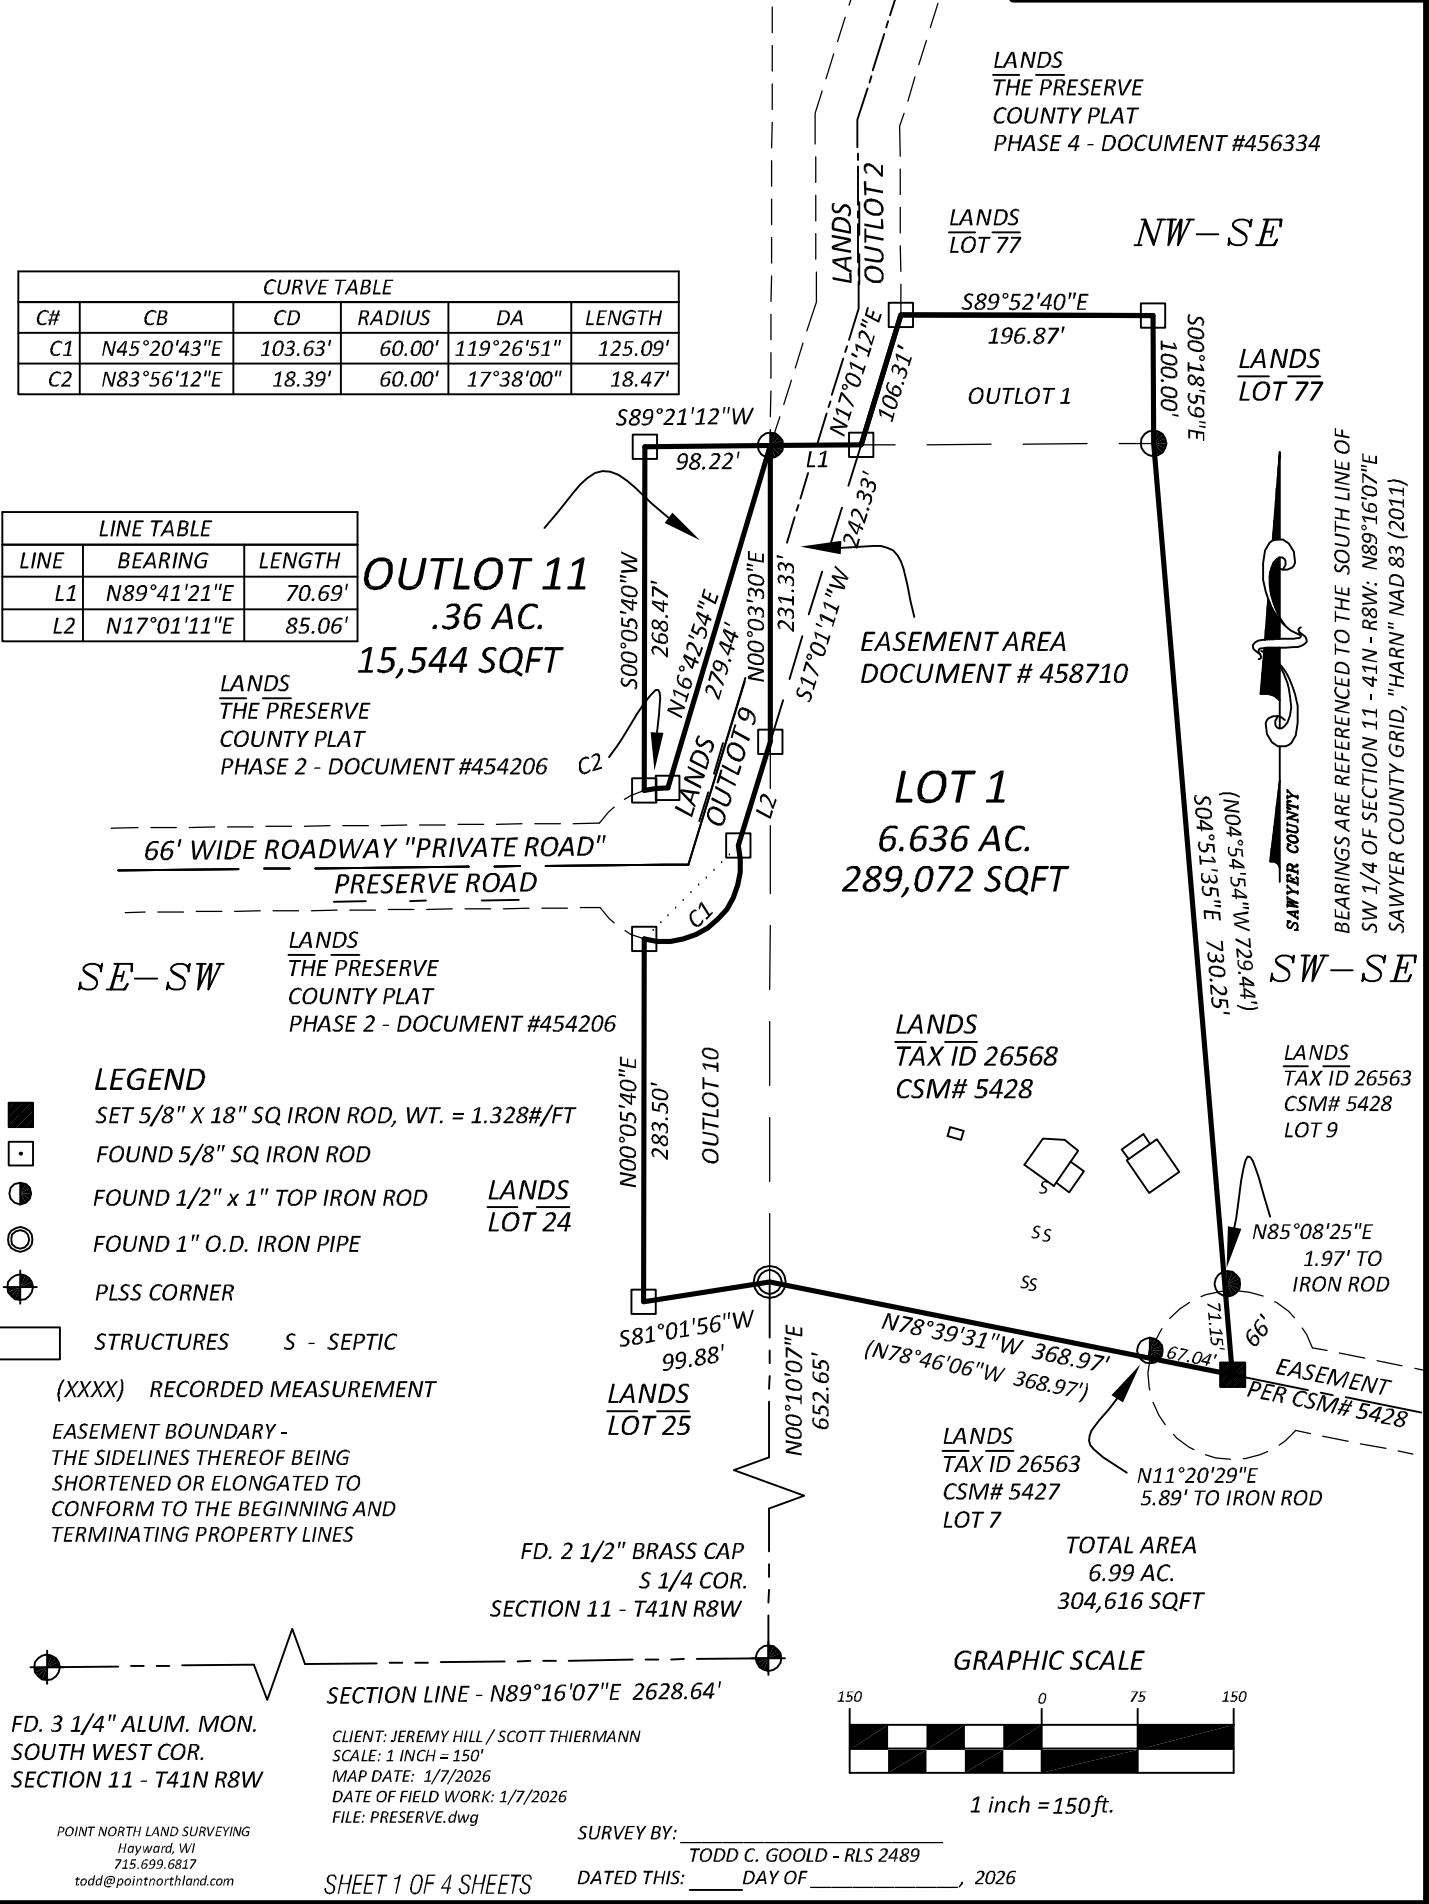 LANDS
THE PRESERVE
COUNTY PLAT
PHASE 4 - DOCUMENT #456334
LANDS
OUTLOT 2
LANDS
LOT 77
NW-SE
CURVE TABLE
C# CB CD RADIUS DA LENGTH
C1 N45°20'43"E 103.63' 60.00' 119°26'51" 125.09'
C2 N83°56'12"E 18.39' 60.00' 17°38'00" 18.47'
S89°52'40"E
196.87'
OUTLOT 1
N17°01'12"E
106.31'
S00°18'59"E
100.00'
LANDS
LOT 77
S89°21'12"W
98.22'
L1
242.33'
S17°01'11"W
LINE TABLE
LINE BEARING LENGTH
L1 N89°41'21"E 70.69'
L2 N17°01'11"E 85.06'
OUTLOT 11
.36 AC.
15,544 SQFT
S00°05'40"W
268.47'
N16°42'54"E
279.44'
N00°03'30"E
231.33'
EASEMENT AREA
DOCUMENT # 458710
LANDS
THE PRESERVE
COUNTY PLAT
PHASE 2 - DOCUMENT #454206
C2
LANDS
OUTLOT 9
L2
LOT 1
6.636 AC.
289,072 SQFT
(N04°54'54"W 729.44')
S04°51'35"E 730.25'
SAWYER COUNTY
BEARINGS ARE REFERENCED TO THE SOUTH LINE OF
SW 1/4 OF SECTION 11 - 41N - R8W: N89°16'07"E
SAWYER COUNTY GRID, "HARN" NAD 83 (2011)
66' WIDE ROADWAY "PRIVATE ROAD"
PRESERVE ROAD
C1
SE-SW
LANDS
THE PRESERVE
COUNTY PLAT
PHASE 2 - DOCUMENT #454206
SW-SE
LANDS
TAX ID 26568
CSM# 5428
LANDS
TAX ID 26563
CSM# 5428
LOT 9
LEGEND
SET 5/8" X 18" SQ IRON ROD, WT. = 1.328#/FT
FOUND 5/8" SQ IRON ROD
FOUND 1/2" x 1" TOP IRON ROD
FOUND 1" O.D. IRON PIPE
PLSS CORNER
STRUCTURES S - SEPTIC
(XXXX) RECORDED MEASUREMENT
EASEMENT BOUNDARY -
THE SIDELINES THEREOF BEING
SHORTENED OR ELONGATED TO
CONFORM TO THE BEGINNING AND
TERMINATING PROPERTY LINES
N00°05'40"E
283.50'
OUTLOT 10
LANDS
LOT 24
S
S S
S S
N85°08'25"E
1.97' TO
IRON ROD
S81°01'56"W
99.88'
LANDS
LOT 25
N00°10'07"E
652.65'
N78°39'31"W 368.97'
(N78°46'06"W 368.97')
67.04'
71.15'
66'
EASEMENT
PER CSM# 5428
LANDS
TAX ID 26563
CSM# 5427
LOT 7
N11°20'29"E
5.89' TO IRON ROD
FD. 2 1/2" BRASS CAP
S 1/4 COR.
SECTION 11 - T41N R8W
TOTAL AREA
6.99 AC.
304,616 SQFT
SECTION LINE - N89°16'07"E 2628.64'
FD. 3 1/4" ALUM. MON.
SOUTH WEST COR.
SECTION 11 - T41N R8W
CLIENT: JEREMY HILL / SCOTT THIERMANN
SCALE: 1 INCH = 150'
MAP DATE: 1/7/2026
DATE OF FIELD WORK: 1/7/2026
FILE: PRESERVE.dwg
GRAPHIC SCALE
150 0 75 150
1 inch = 150 ft.
POINT NORTH LAND SURVEYING
Hayward, WI
715.699.6817
todd@pointnorthland.com
SHEET 1 OF 4 SHEETS
SURVEY BY: ____________________
TODD C. GOOLD - RLS 2489
DATED THIS: _____ DAY OF ______________, 2026